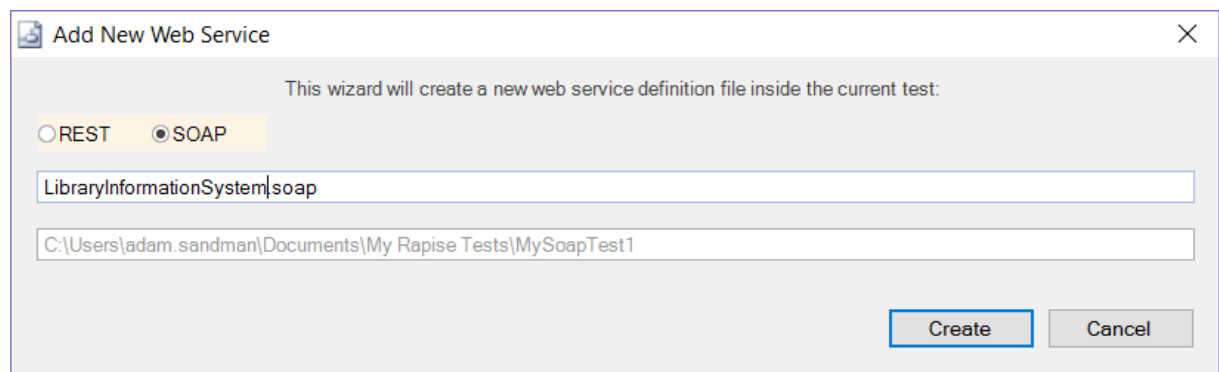 Add New Web Service
This wizard will create a new web service definition file inside the current test:
REST SOAP
LibraryInformationSystem.soap
C:\Users\adam.sandman\Documents\My Rapise Tests\MySoapTest1
Create Cancel